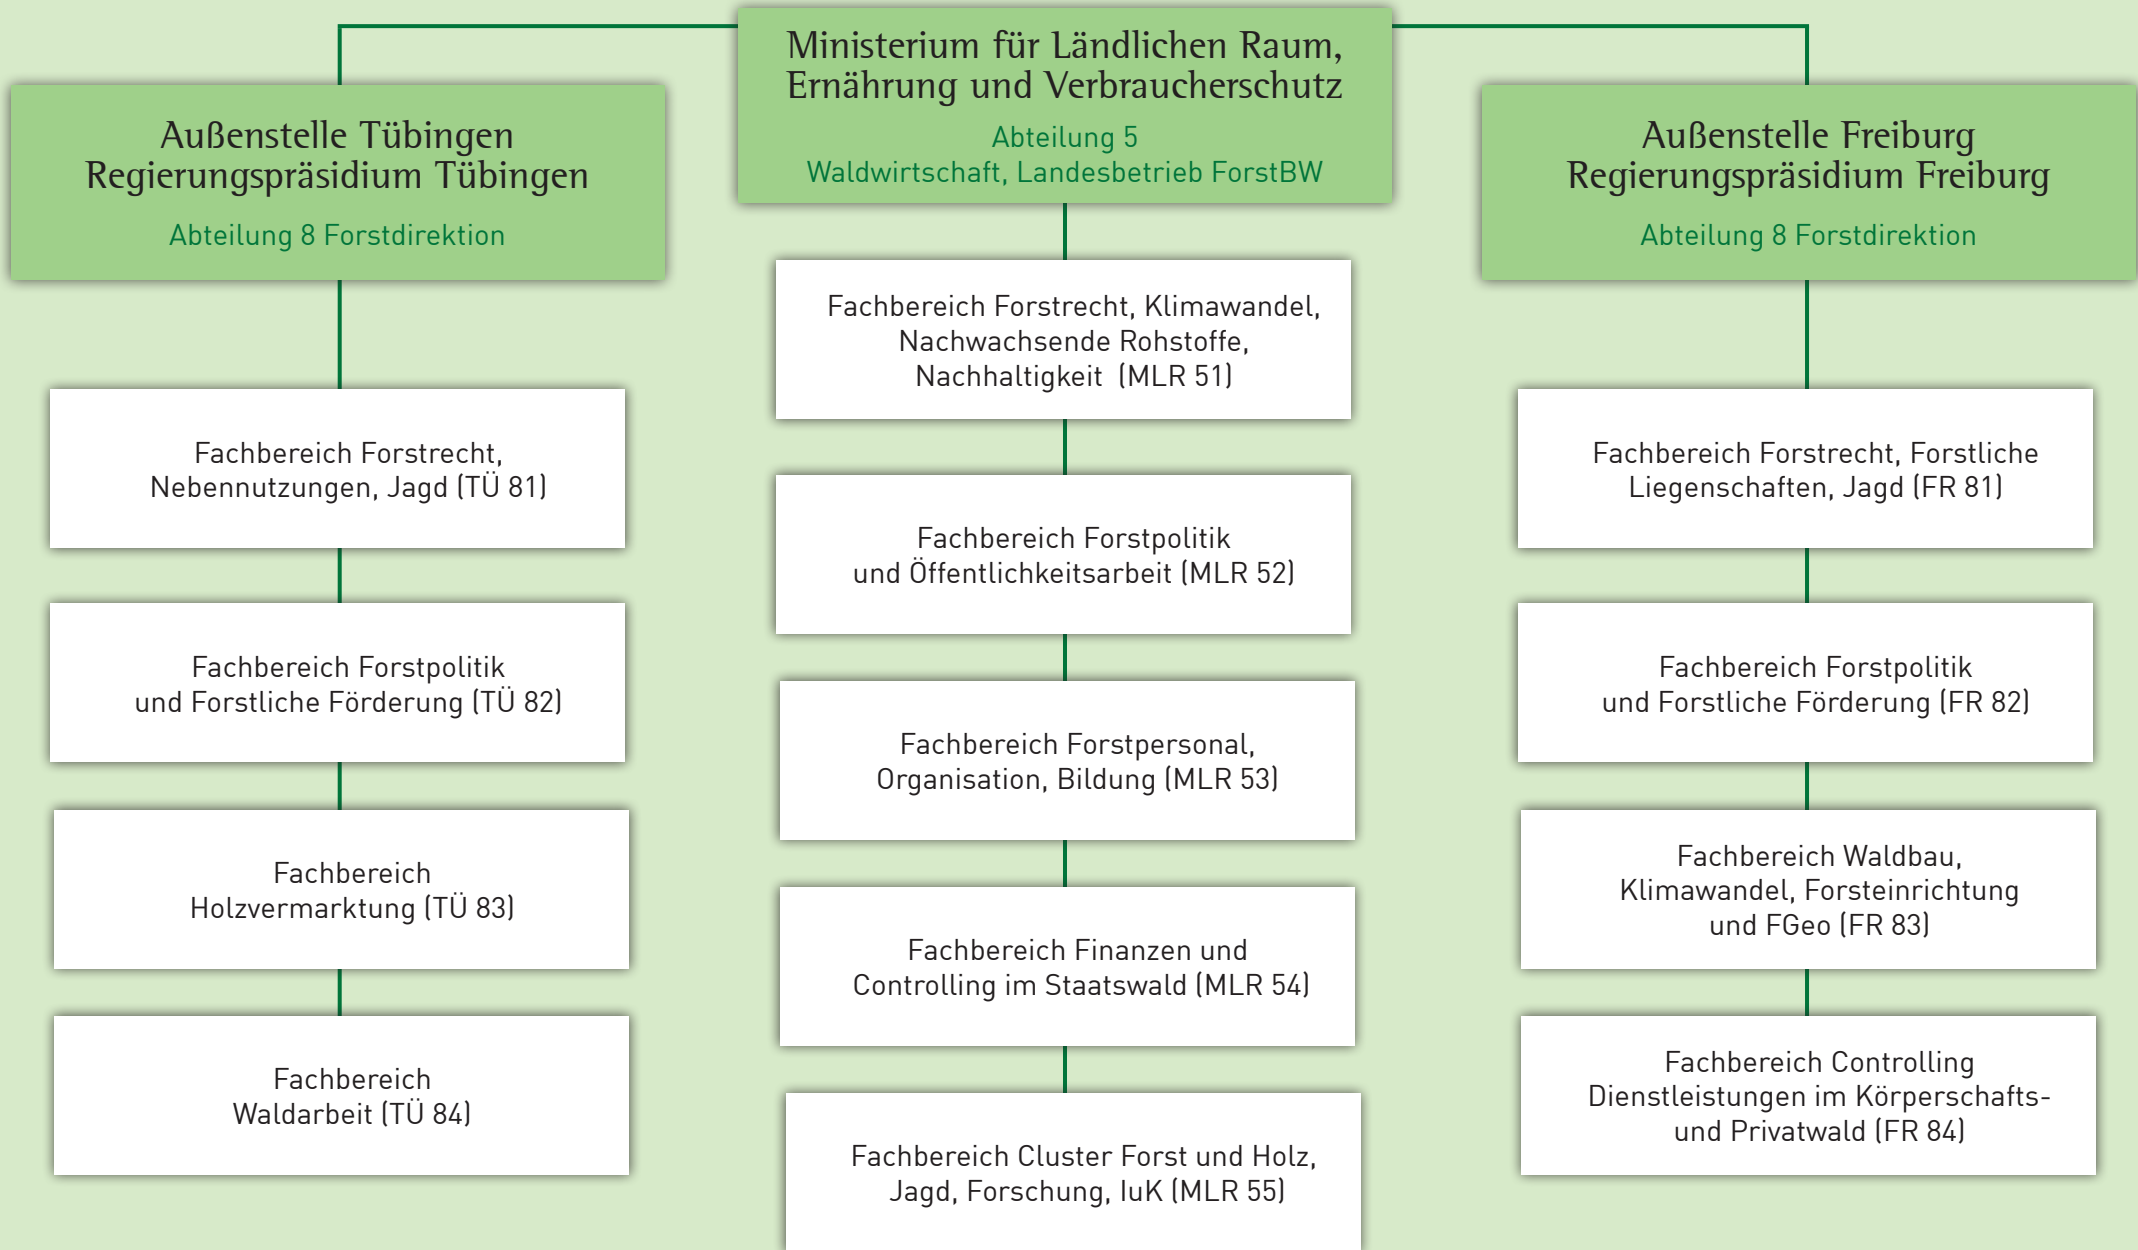 Ministerium für Ländlichen Raum,
Ernährung und Verbraucherschutz
Abteilung 5
Waldwirtschaft, Landesbetrieb ForstBW
Außenstelle Tübingen
Regierungspräsidium Tübingen
Abteilung 8 Forstdirektion
Fachbereich Forstrecht,
Nebennutzungen, Jagd (TÜ 81)
Fachbereich Forstpolitik
und Forstliche Förderung (TÜ 82)
Fachbereich
Holzvermarktung (TÜ 83)
Fachbereich
Waldarbeit (TÜ 84)
Fachbereich Forstrecht, Klimawandel,
Nachwachsende Rohstoffe,
Nachhaltigkeit  (MLR 51)
Fachbereich Forstpolitik
und Öffentlichkeitsarbeit (MLR 52)
Fachbereich Forstpersonal,
Organisation, Bildung (MLR 53)
Fachbereich Finanzen und
Controlling im Staatswald (MLR 54)
Fachbereich Cluster Forst und Holz,
Jagd, Forschung, IuK (MLR 55)
Außenstelle Freiburg
Regierungspräsidium Freiburg
Abteilung 8 Forstdirektion
Fachbereich Forstrecht, Forstliche
Liegenschaften, Jagd (FR 81)
Fachbereich Forstpolitik
und Forstliche Förderung (FR 82)
Fachbereich Waldbau,
Klimawandel, Forsteinrichtung
und FGeo (FR 83)
Fachbereich Controlling
Dienstleistungen im Körperschafts-
und Privatwald (FR 84)